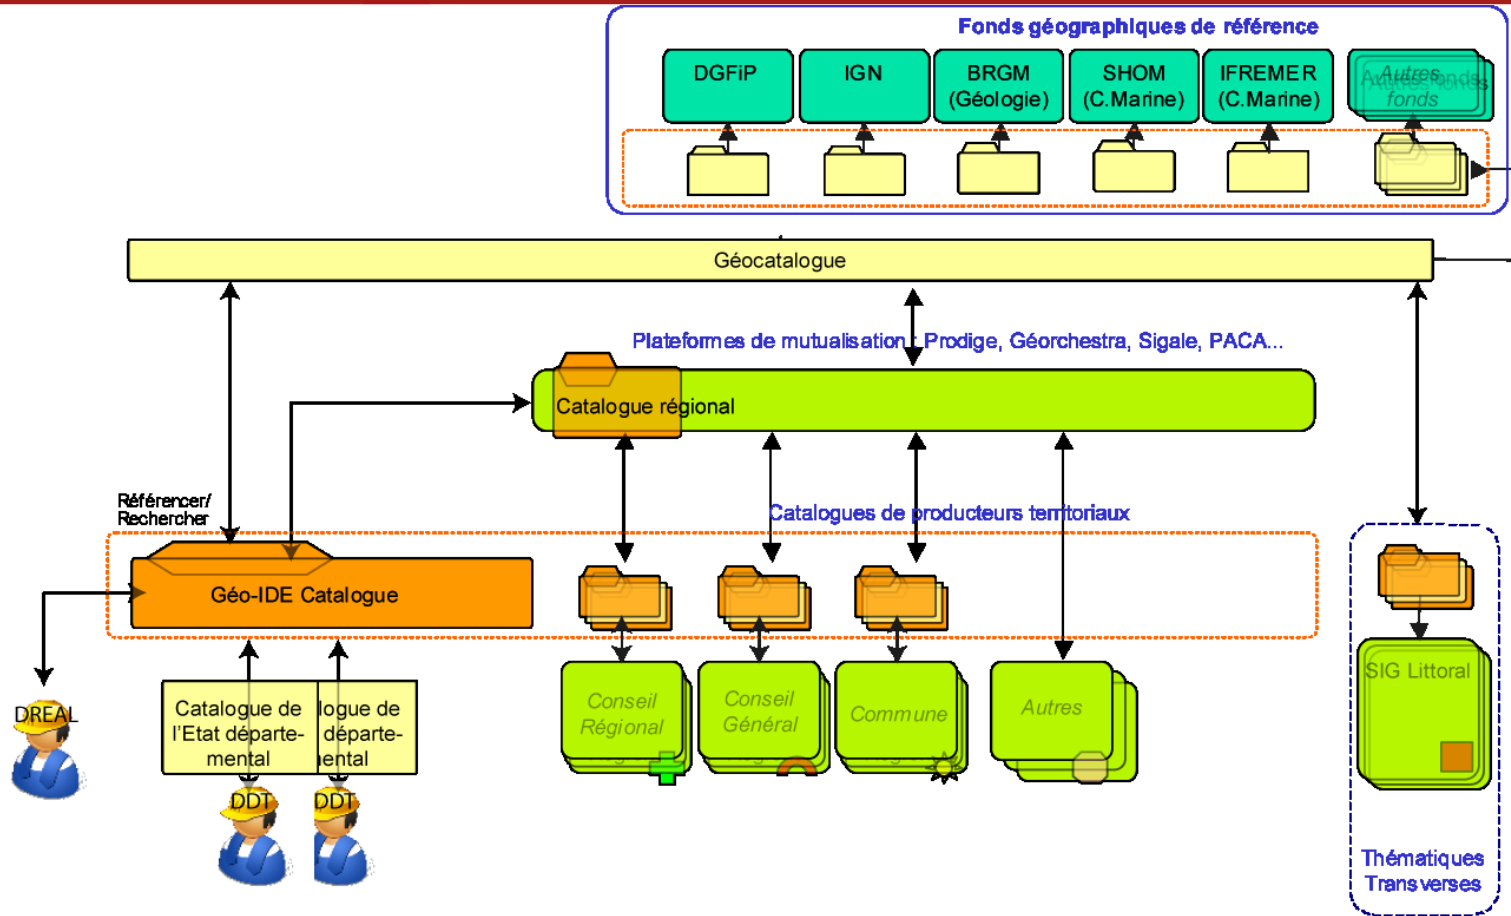 Fonds géographiques de référence
DGFiP
IGN
BRGM
(Géologie)
SHOM
(C.Marine)
IFREMER
(C.Marine)
Autres
fonds
Géocatalogue
Plateformes de mutualisation : Prodige, Géorchestra, Sigale, PACA...
Catalogue régional
Référencer/
Rechercher
Catalogues de producteurs territoriaux
Géo-IDE Catalogue
DREAL
Catalogue de
l'Etat départe-
mental
logue de
départe-
ental
DDT
DDT
Conseil
Régional
Conseil
Général
Commune
Autres
SIG Littoral
Thématiques
Transverses